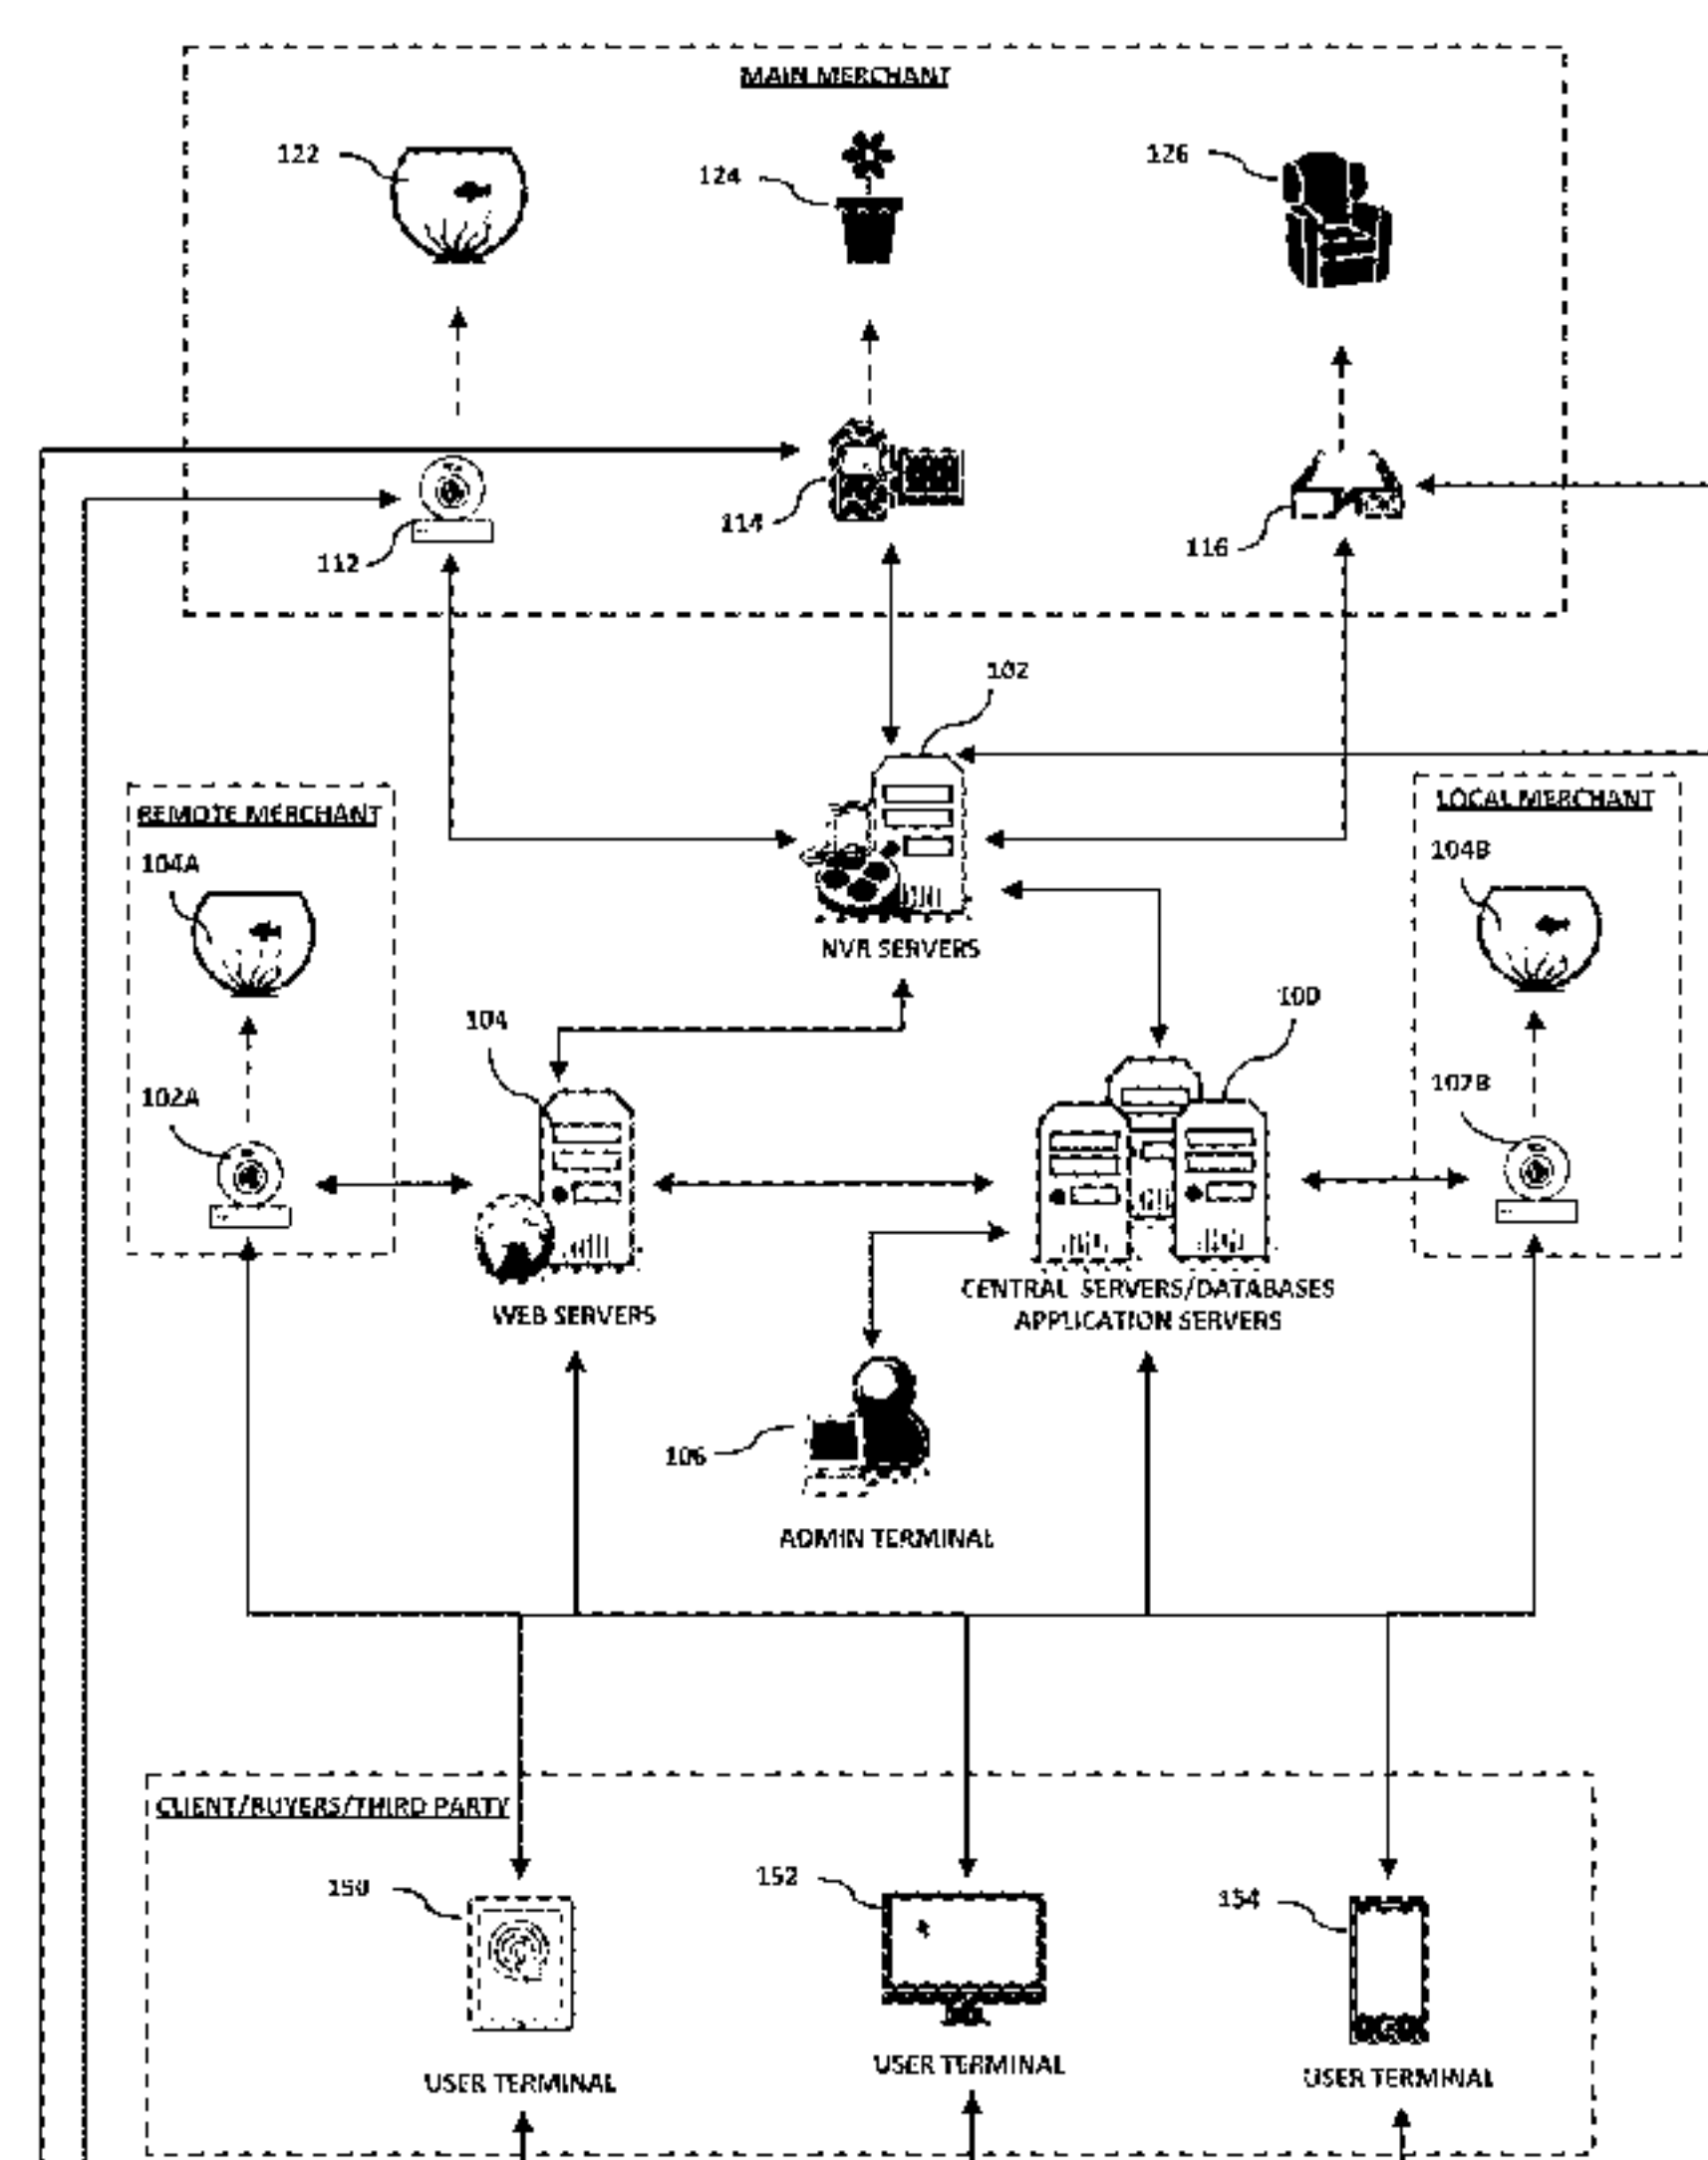 MAIN MERCHANT
122
124
126
114
112
116
102
REMOTE MERCHANT
LOCAL MERCHANT
104A
104B
NVR SERVERS
104
100
102A
102B
CENTRAL SERVERS/DATABASES
APPLICATION SERVERS
WEB SERVERS
106
ADMIN TERMINAL
CLIENT/BUYERS/THIRD PARTY
150
152
154
USER TERMINAL
USER TERMINAL
USER TERMINAL